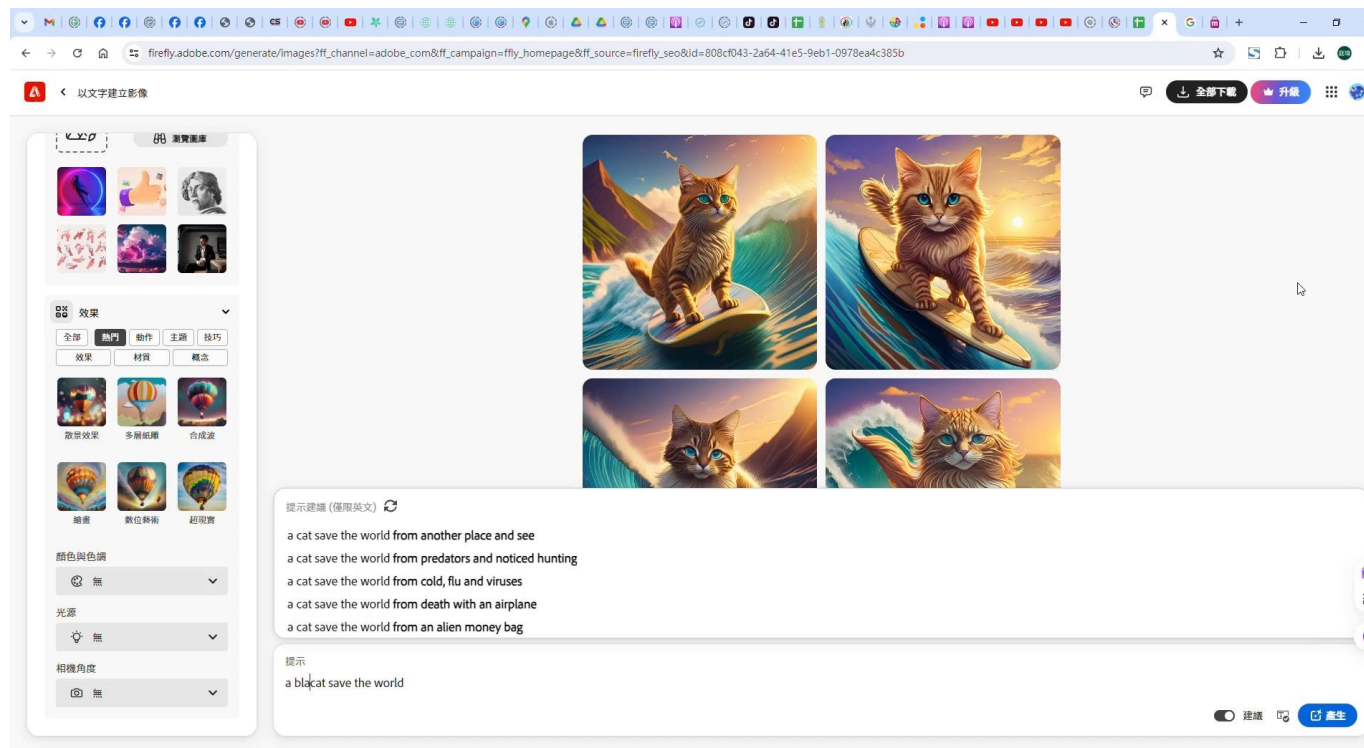 firefly.adobe.com/generate/images?ff_channel=adobe_com&ff_campaign=ffly_homepage&ff_source=firefly_seo&id=808cf043-2a64-41e5-9eb1-0978ea4c385b
以文字建立影像
全部下載
升級
瀏覽圖庫
效果
全部 熱門 動作 主題 技巧
效果 材質 概念
散景效果 多層紙雕 合成波
繪畫 數位藝術 超現實
顏色與色調
無
光源
無
相機角度
無
提示建議 (僅限英文)
a cat save the world from another place and see
a cat save the world from predators and noticed hunting
a cat save the world from cold, flu and viruses
a cat save the world from death with an airplane
a cat save the world from an alien money bag
提示
a blacat save the world
建議
產生